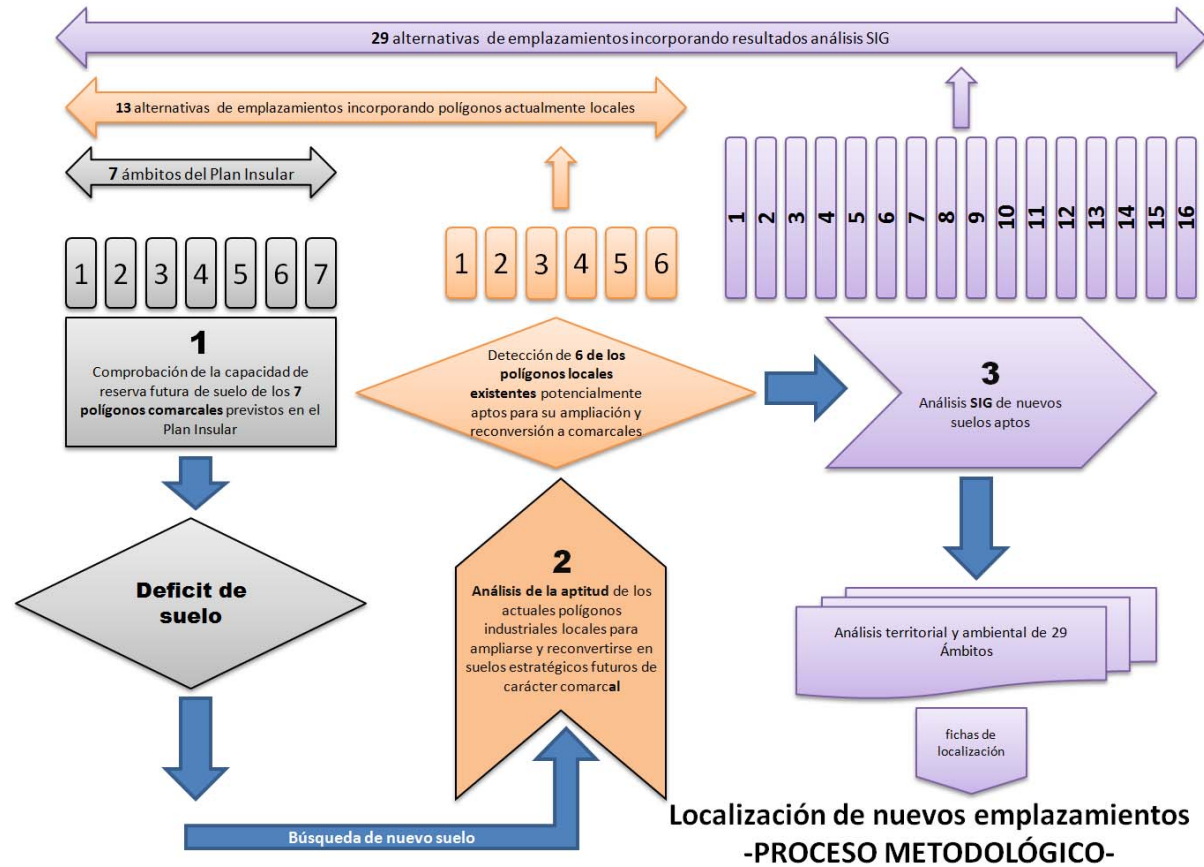 29 alternativas de emplazamientos incorporando resultados análisis SIG
13 alternativas de emplazamientos incorporando polígonos actualmente locales
7 ámbitos del Plan Insular
1 2 3 4 5 6 7
1 2 3 4 5 6
1 2 3 4 5 6 7 8 9 10 11 12 13 14 15 16
1
Comprobación de la capacidad de
reserva futura de suelo de los 7
polígonos comarcales previstos en el
Plan Insular
Deficit de
suelo
Búsqueda de nuevo suelo
2
Análisis de la aptitud de los
actuales polígonos
industriales locales para
ampliarse y reconvertirse en
suelos estratégicos futuros de
carácter comarcal
Detección de 6 de los
polígonos locales
existentes potencialmente
aptos para su ampliación y
reconversión a comarcales
3
Análisis SIG de nuevos
suelos aptos
Análisis territorial y ambiental de 29
Ámbitos
fichas de
localización
Localización de nuevos emplazamientos
-PROCESO METODOLÓGICO-